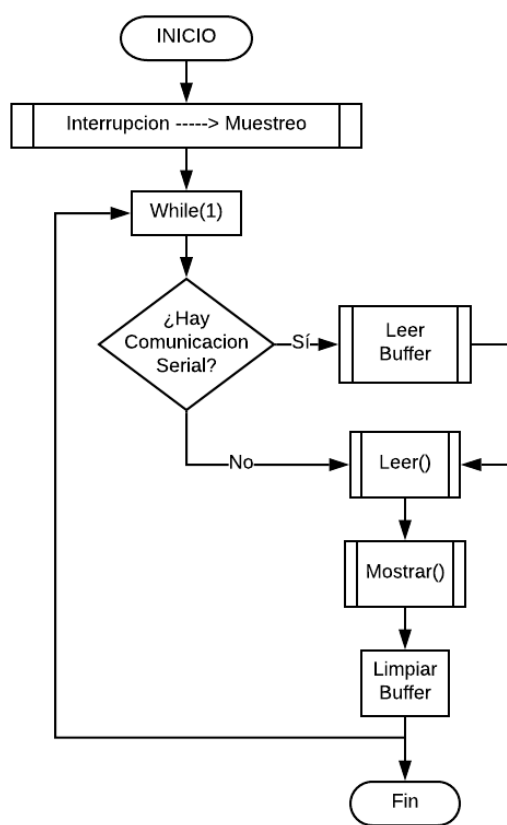 INICIO
Interrupcion -----> Muestreo
While(1)
¿Hay
Comunicacion
Serial?
Sí
Leer
Buffer
No
Leer()
Mostrar()
Limpiar
Buffer
Fin